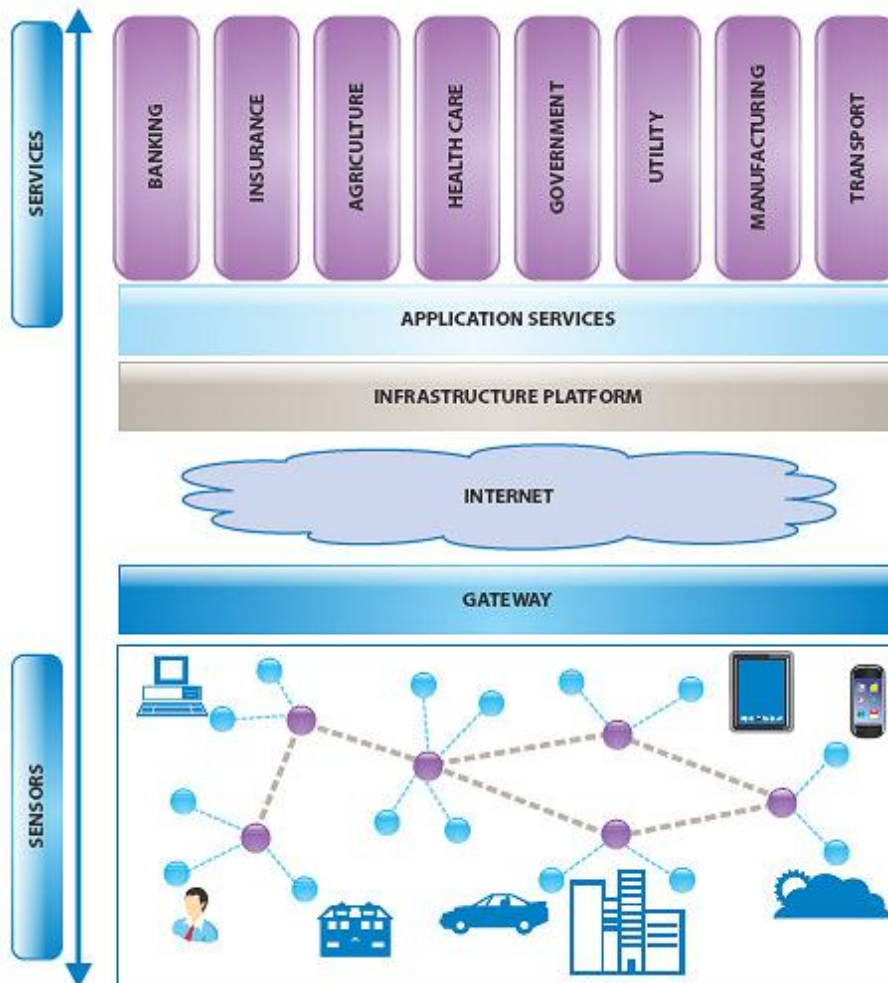 SERVICES
BANKING
INSURANCE
AGRICULTURE
HEALTH CARE
GOVERNMENT
UTILITY
MANUFACTURING
TRANSPORT
APPLICATION SERVICES
INFRASTRUCTURE PLATFORM
INTERNET
GATEWAY
SENSORS